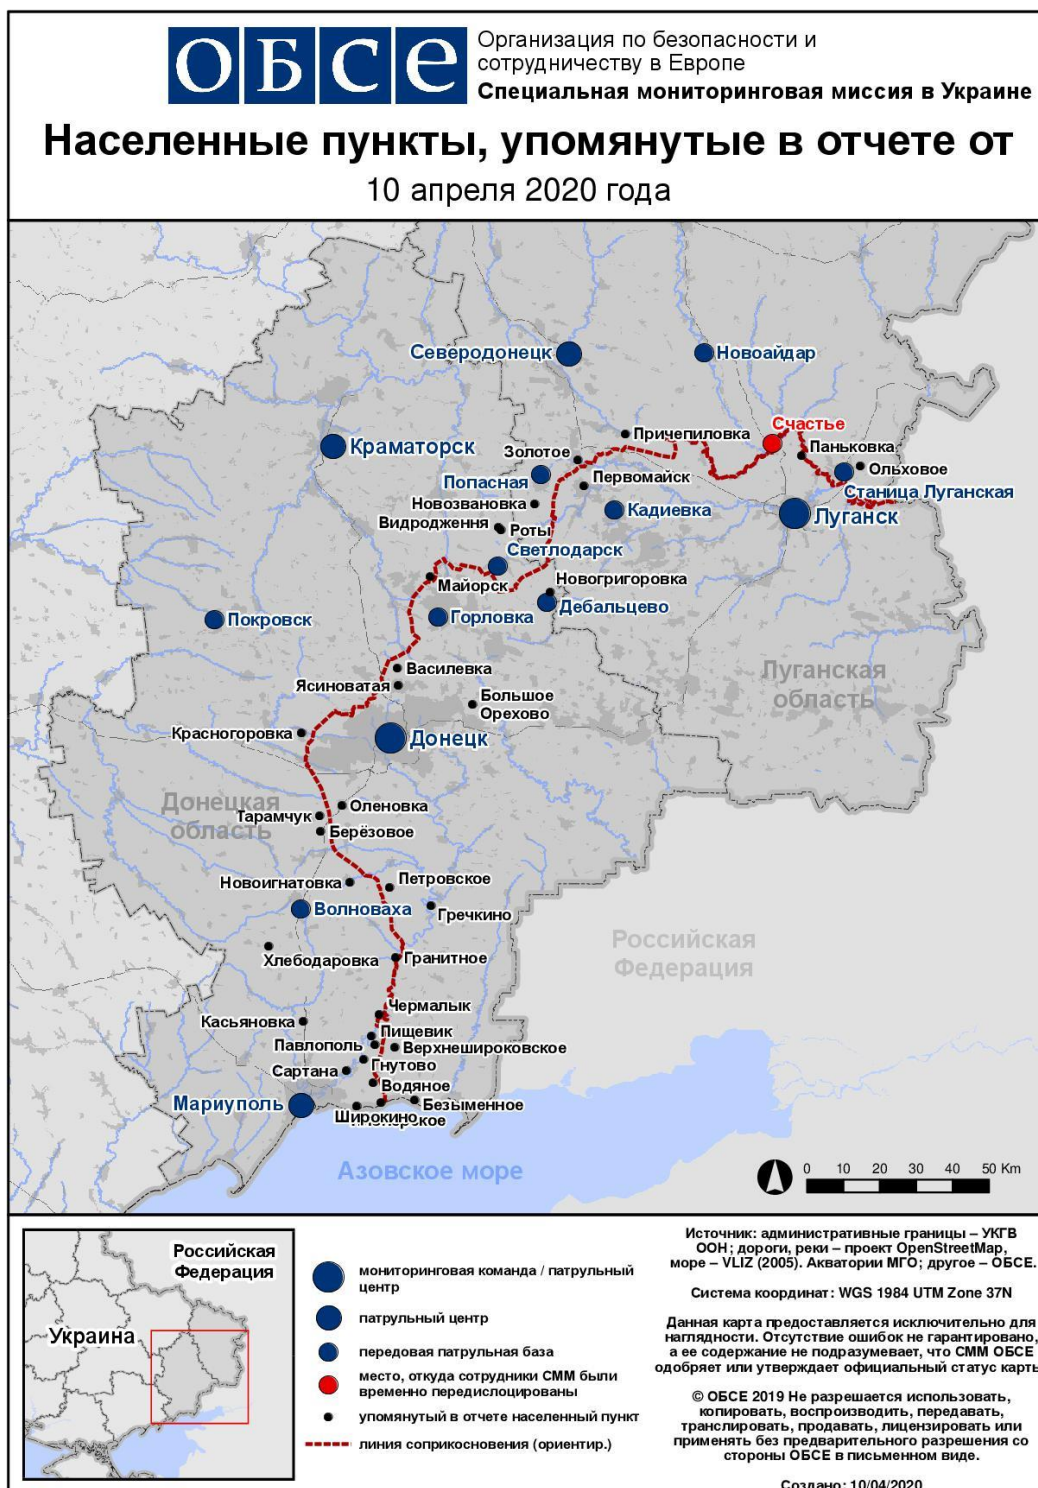 ОБСЕ
Организация по безопасности и
сотрудничеству в Европе
Специальная мониторинговая миссия в Украине
Населенные пункты, упомянутые в отчете от
10 апреля 2020 года
Северодонецк
Новоайдар
Счастье
Причепиловка
Краматорск
Золотое
Паньковка
Ольховое
Попасная
Первомайск
Станица Луганская
Новозвановка
Кадиевка
Луганск
Видродження
Роты
Светлодарск
Майорск
Новогригоровка
Дебальцево
Горловка
Покровск
Василевка
Луганская
область
Ясиноватая
Большое
Орехово
Красногоровка
Донецк
Донецкая
область
Оленовка
Тарамчук
Берёзовое
Новоигнатовка
Петровское
Волноваха
Гречкино
Российская
Федерация
Хлебодаровка
Гранитное
Чермалык
Касьяновка
Пищевик
Павлополь
Верхнешироковское
Гнутово
Сартана
Водяное
Мариуполь
Безыменное
Широкино
Азовское море
0 10 20 30 40 50 Km
Российская
Федерация
Украина
мониторинговая команда / патрульный
центр
патрульный центр
передовая патрульная база
место, откуда сотрудники СММ были
временно передислоцированы
упомянутый в отчете населенный пункт
линия соприкосновения (ориентир.)
Источник: административные границы – УКГВ
ООН; дороги, реки – проект OpenStreetMap,
море – VLIZ (2005). Акватории МГО; другое – ОБСЕ.
Система координат: WGS 1984 UTM Zone 37N
Данная карта предоставляется исключительно для
наглядности. Отсутствие ошибок не гарантировано,
а ее содержание не подразумевает, что СММ ОБСЕ
одобряет или утверждает официальный статус карты
© ОБСЕ 2019 Не разрешается использовать,
копировать, воспроизводить, передавать,
транслировать, продавать, лицензировать или
применять без предварительного разрешения со
стороны ОБСЕ в письменном виде.
Создано: 10/04/2020